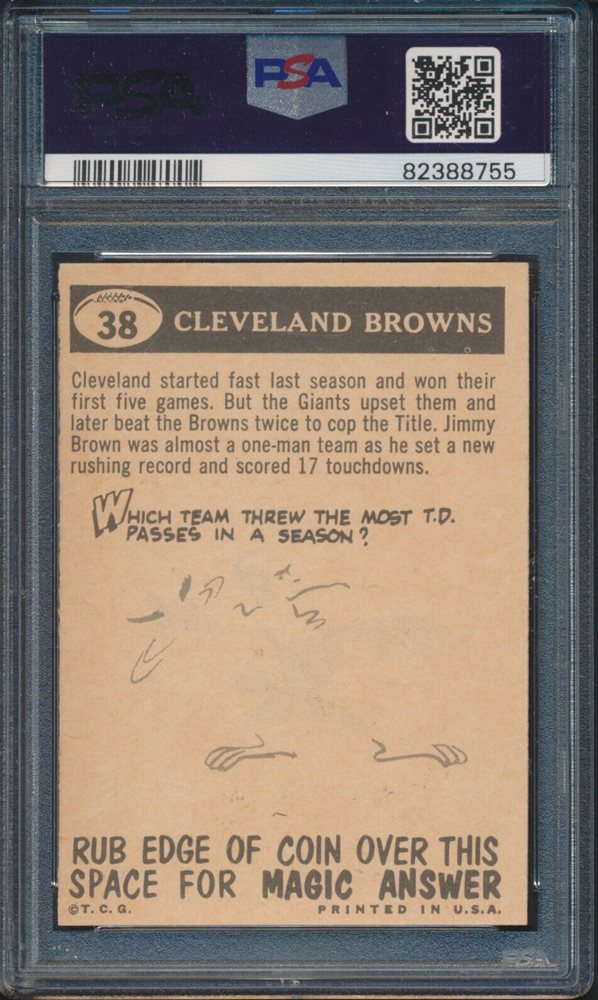 PSA
PSA
82388755
38 CLEVELAND BROWNS
Cleveland started fast last season and won their
first five games. But the Giants upset them and
later beat the Browns twice to cop the Title. Jimmy
Brown was almost a one-man team as he set a new
rushing record and scored 17 touchdowns.
WHICH TEAM THREW THE MOST T.D.
PASSES IN A SEASON?
RUB EDGE OF COIN OVER THIS
SPACE FOR MAGIC ANSWER
©T.C.G. PRINTED IN U.S.A.
PSA